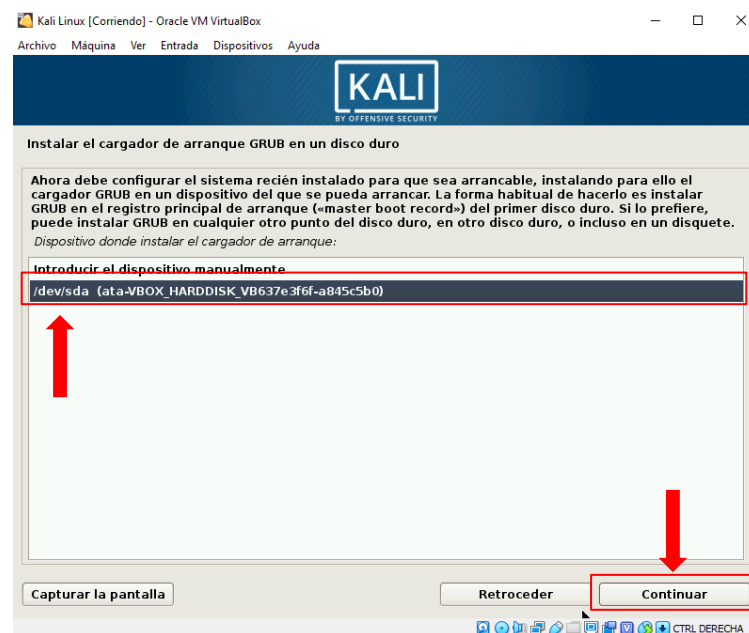 Kali Linux [Corriendo] - Oracle VM VirtualBox
Archivo Máquina Ver Entrada Dispositivos Ayuda
KALI
BY OFFENSIVE SECURITY
Instalar el cargador de arranque GRUB en un disco duro
Ahora debe configurar el sistema recién instalado para que sea arrancable, instalando para ello el
cargador GRUB en un dispositivo del que se pueda arrancar. La forma habitual de hacerlo es instalar
GRUB en el registro principal de arranque («master boot record») del primer disco duro. Si lo prefiere,
puede instalar GRUB en cualquier otro punto del disco duro, en otro disco duro, o incluso en un disquete.
Dispositivo donde instalar el cargador de arranque:
Introducir el dispositivo manualmente
/dev/sda (ata-VBOX_HARDDISK_VB637e3f6f-a845c5b0)
Capturar la pantalla
Retroceder
Continuar
CTRL DERECHA